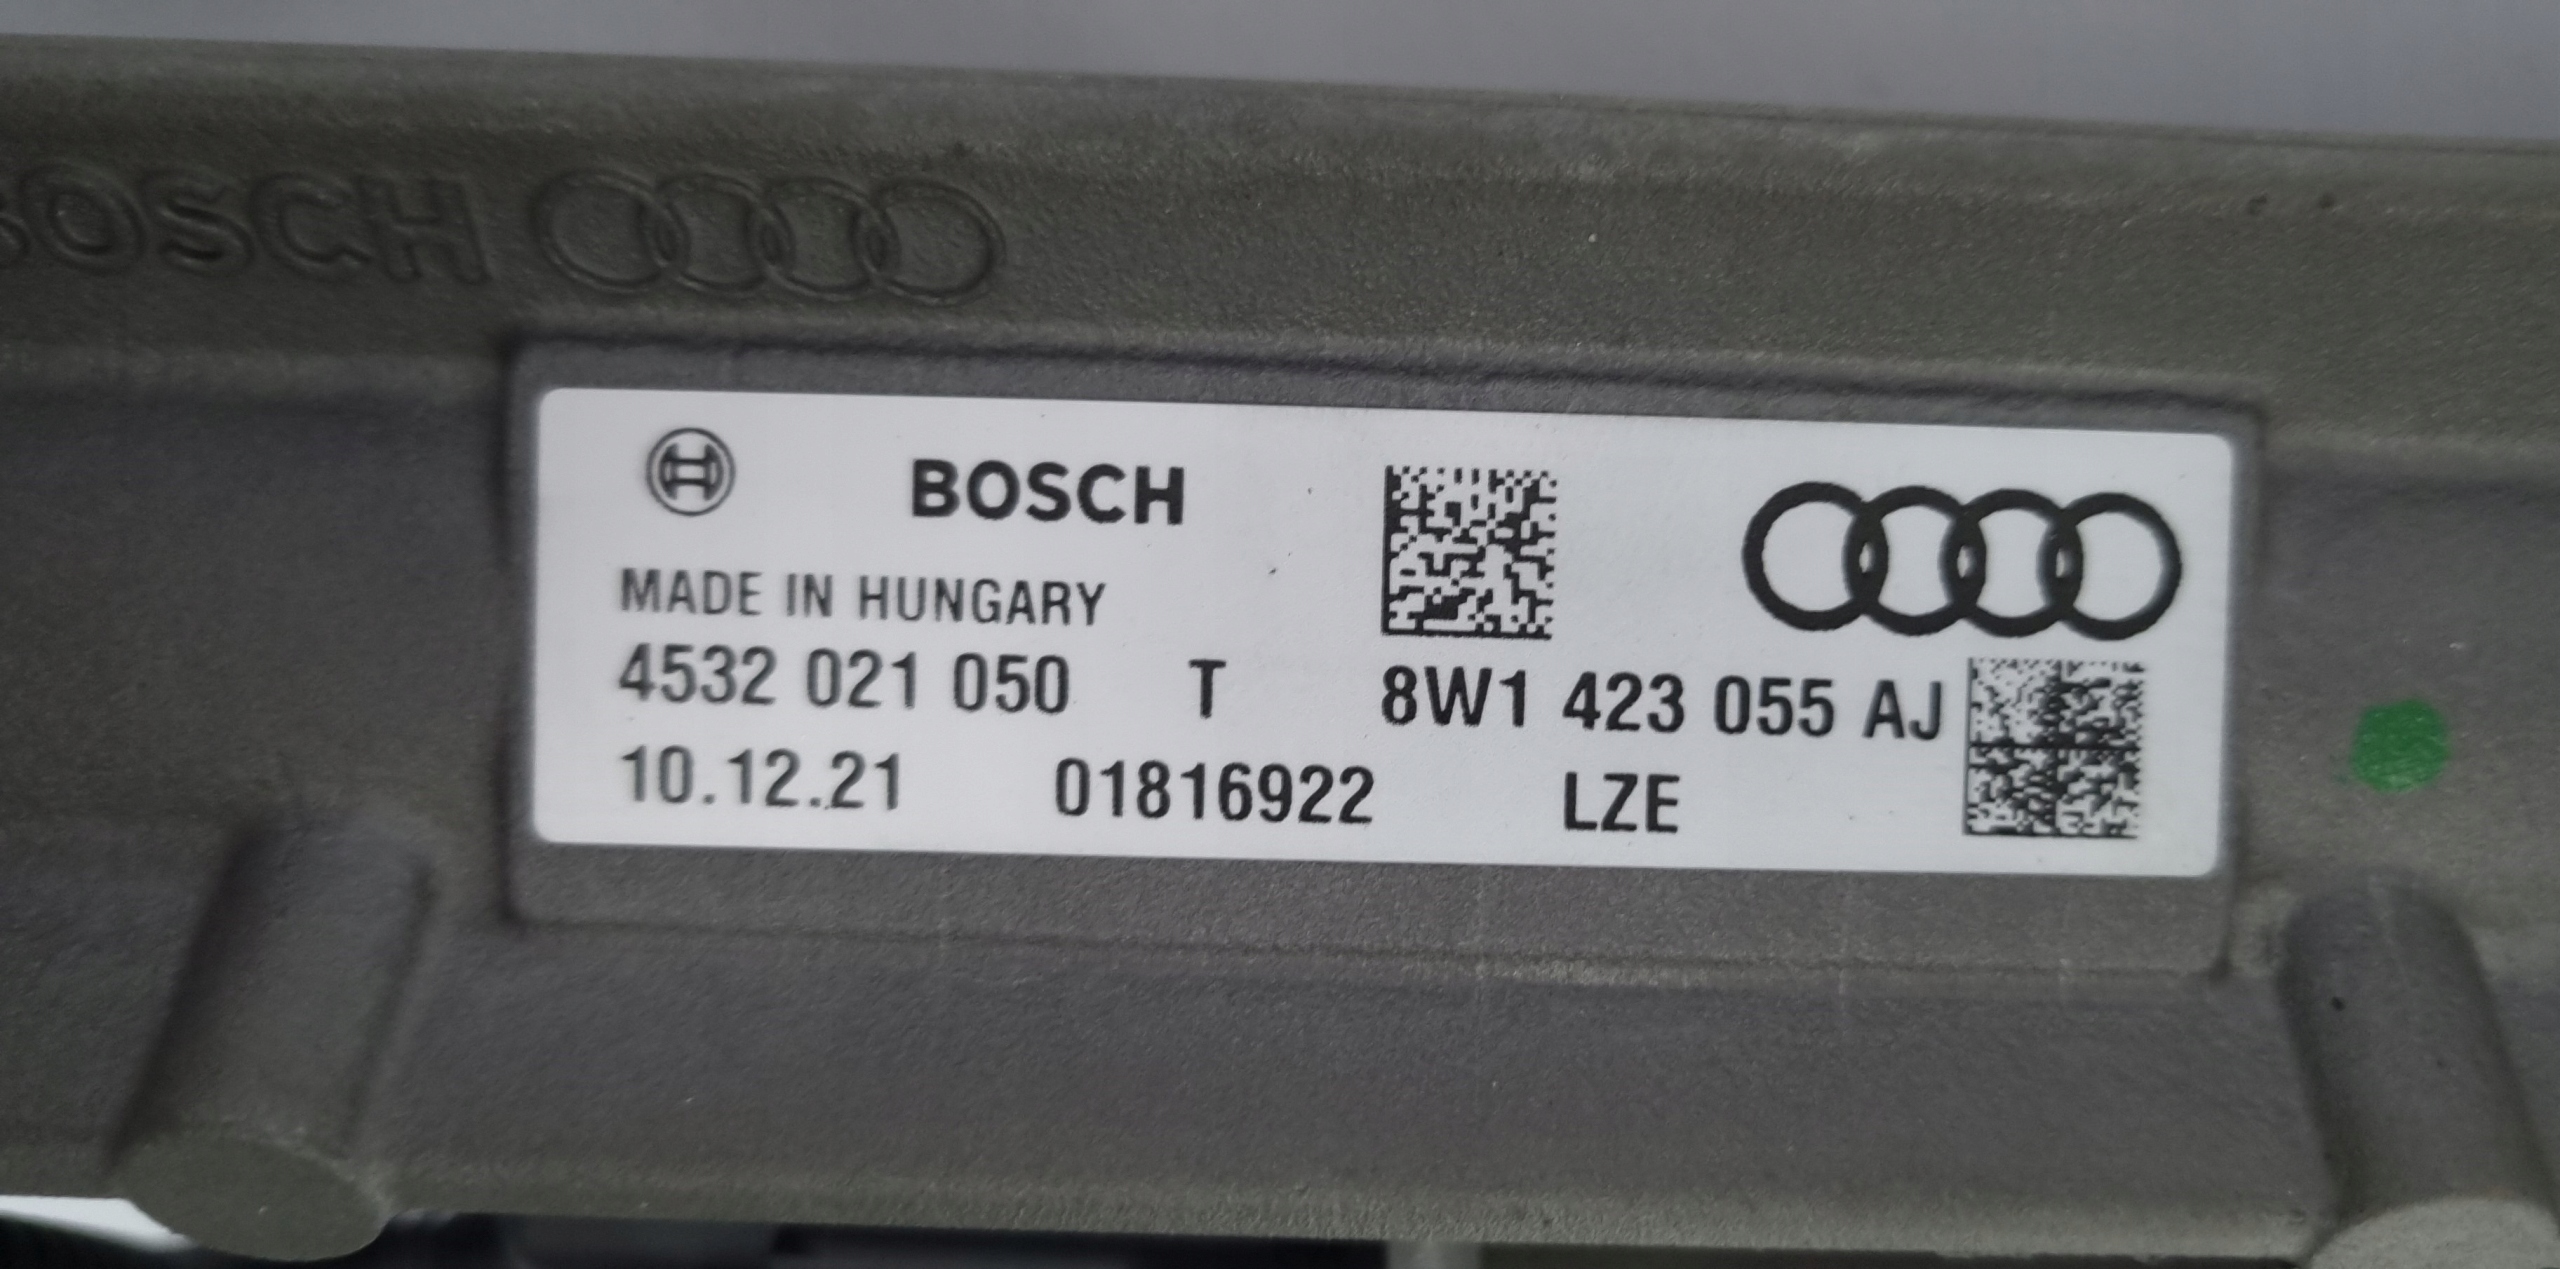 BOSCH
BOSCH
MADE IN HUNGARY
4532 021 050 T 8W1 423 055 AJ
10.12.21 01816922 LZE